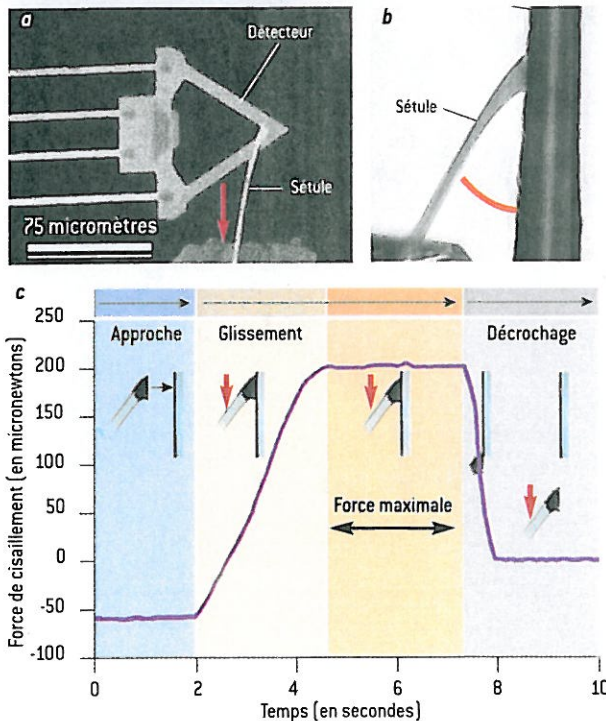 a
Détecteur
Sétule
75 micromètres
b
Sétule
c
Approche
Glissement
Décrochage
Force maximale
Force de cisaillement (en micronewtons)
250
200
150
100
50
0
-50
-100
0
2
4
6
8
10
Temps (en secondes)